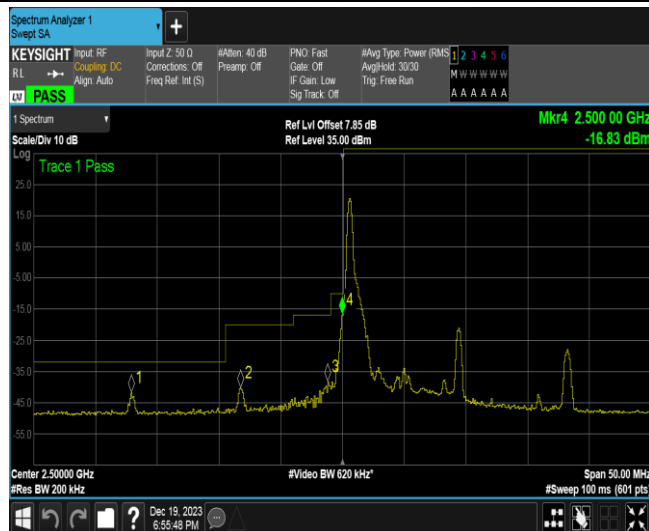 Spectrum Analyzer 1
Swept SA
KEYSIGHT
RL
LXI
PASS
Input: RF
Coupling: DC
Align: Auto
Input Z: 50 Ω
Corrections: Off
Freq Ref: Int (S)
#Atten: 40 dB
Preamp: Off
PNO: Fast
Gate: Off
IF Gain: Low
Sig Track: Off
#Avg Type: Power (RMS
Avg|Hold: 30/30
Trig: Free Run
1 2 3 4 5 6
M W W W W W
A A A A A A
1 Spectrum
Scale/Div 10 dB
Ref Lvl Offset 7.85 dB
Ref Level 35.00 dBm
Mkr4 2.500 00 GHz
-16.83 dBm
Log
Trace 1 Pass
25.0
15.0
5.00
-5.00
-15.0
-25.0
-35.0
-45.0
-55.0
1
2
3
4
Center 2.50000 GHz
#Res BW 200 kHz
#Video BW 620 kHz*
Span 50.00 MHz
#Sweep 100 ms (601 pts)
?
Dec 19, 2023
6:55:48 PM